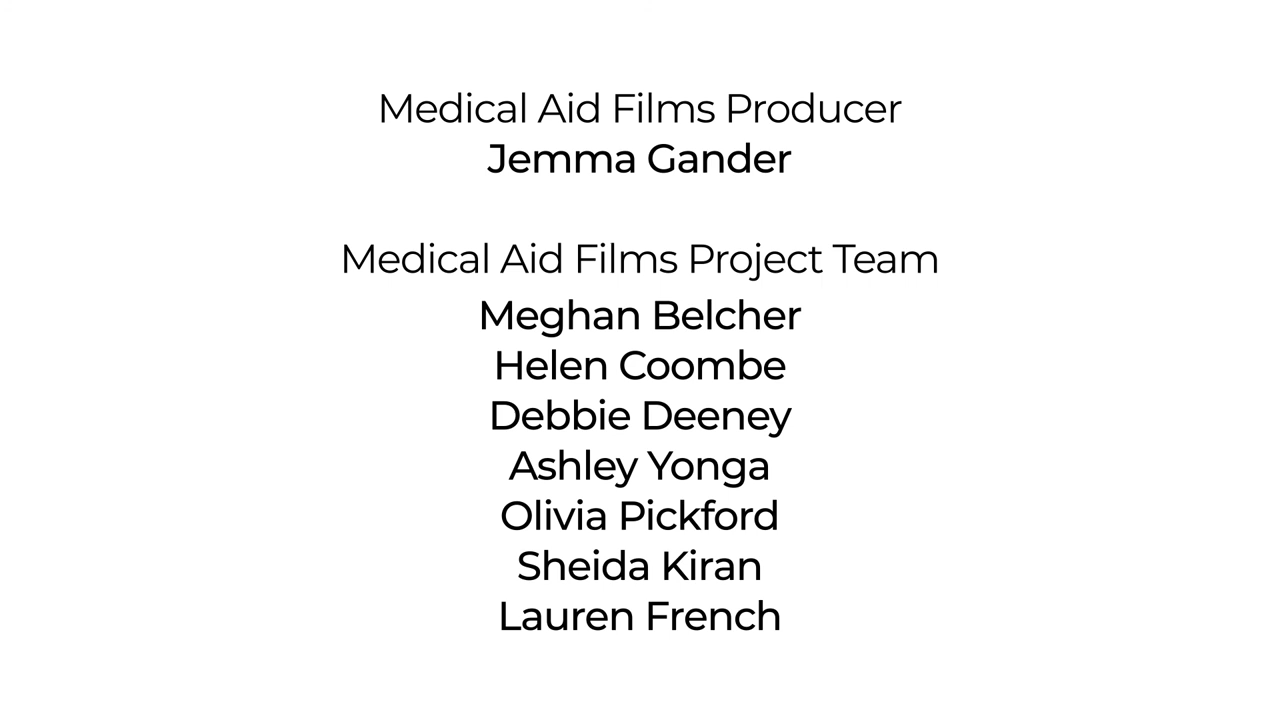 Medical Aid Films Producer
Jemma Gander
Medical Aid Films Project Team
Meghan Belcher
Helen Coombe
Debbie Deeney
Ashley Yonga
Olivia Pickford
Sheida Kiran
Lauren French